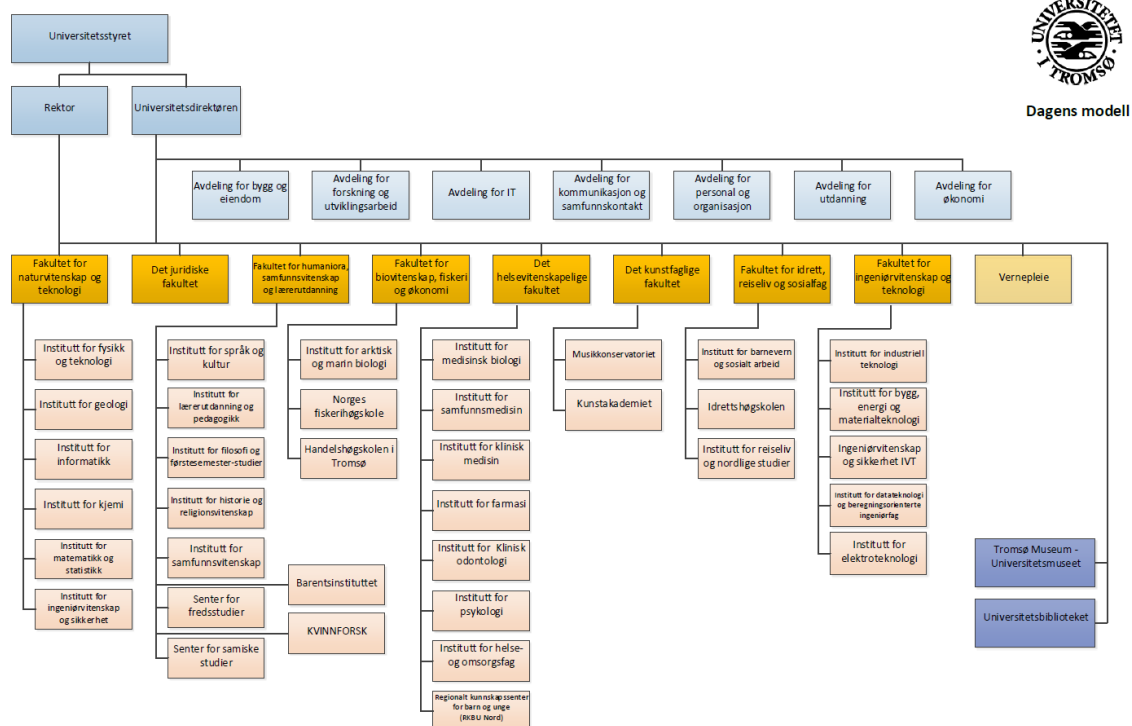 UNIVERSITETET
I TROMSØ
Dagens modell
Universitetsstyret
Rektor
Universitetsdirektøren
Avdeling for bygg og
eiendom
Avdeling for
forskning og
utviklingsarbeid
Avdeling for IT
Avdeling for
kommunikasjon og
samfunnskontakt
Avdeling for
personal og
organisasjon
Avdeling for
utdanning
Avdeling for
økonomi
Fakultet for
naturvitenskap og
teknologi
Det juridiske
fakultet
Fakultet for humaniora,
samfunnsvitenskap
og lærerutdanning
Fakultet for
biovitenskap, fiskeri
og økonomi
Det
helsevitenskapelige
fakultet
Det kunstfaglige
fakultet
Fakultet for idrett,
reiseliv og sosialfag
Fakultet for
ingeniørvitenskap og
teknologi
Vernepleie
Institutt for fysikk
og teknologi
Institutt for geologi
Institutt for
informatikk
Institutt for kjemi
Institutt for
matematikk og
statistikk
Institutt for
ingeniørvitenskap
og sikkerhet
Institutt for språk og
kultur
Institutt for
lærerutdanning og
pedagogikk
Institutt for filosofi og
førstesemester-studier
Institutt for historie og
religionsvitenskap
Institutt for
samfunnsvitenskap
Senter for
fredsstudier
Senter for samiske
studier
Barentsinstituttet
KVINNFORSK
Institutt for arktisk
og marin biologi
Norges
fiskerihøgskole
Handelshøgskolen i
Tromsø
Institutt for
medisinsk biologi
Institutt for
samfunnsmedisin
Institutt for klinisk
medisin
Institutt for farmasi
Institutt for Klinisk
odontologi
Institutt for
psykologi
Institutt for helse-
og omsorgsfag
Regionalt kunnskapssenter
for barn og unge
(RKBU Nord)
Musikkonservatoriet
Kunstakademiet
Institutt for barnevern
og sosialt arbeid
Idrettshøgskolen
Institutt for reiseliv
og nordlige studier
Institutt for industriell
teknologi
Institutt for bygg,
energi og
materialteknologi
Ingeniørvitenskap
og sikkerhet IVT
Institutt for datateknologi
og beregningsorienterte
ingeniørfag
Institutt for
elektroteknologi
Tromsø Museum -
Universitetsmuseet
Universitetsbiblioteket